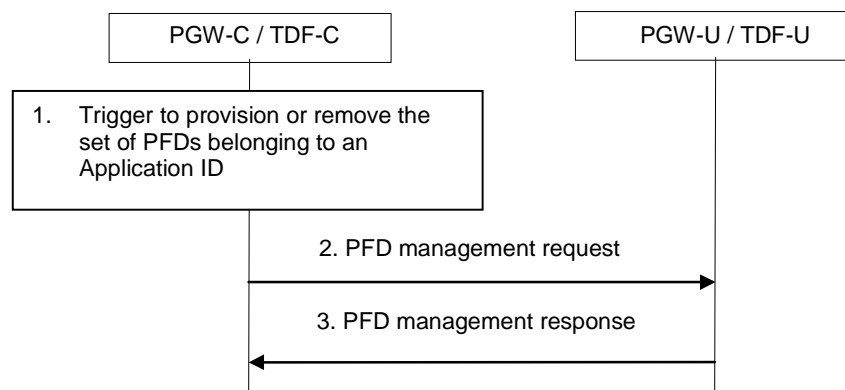 PGW-C / TDF-C
PGW-U / TDF-U
1. Trigger to provision or remove the
set of PFDs belonging to an
Application ID
2. PFD management request
3. PFD management response